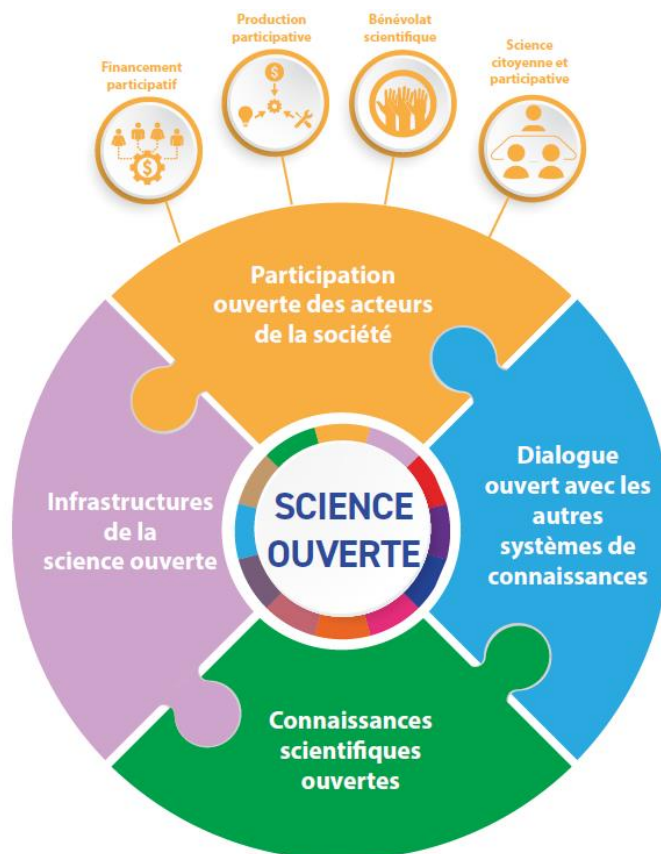 Financement
participatif
Production
participative
Bénévolat
scientifique
Science
citoyenne et
participative
$
$
Participation
ouverte des acteurs
de la société
Infrastructures
de la
science ouverte
SCIENCE
OUVERTE
Dialogue
ouvert avec les
autres
systèmes de
connaissances
Connaissances
scientifiques
ouvertes